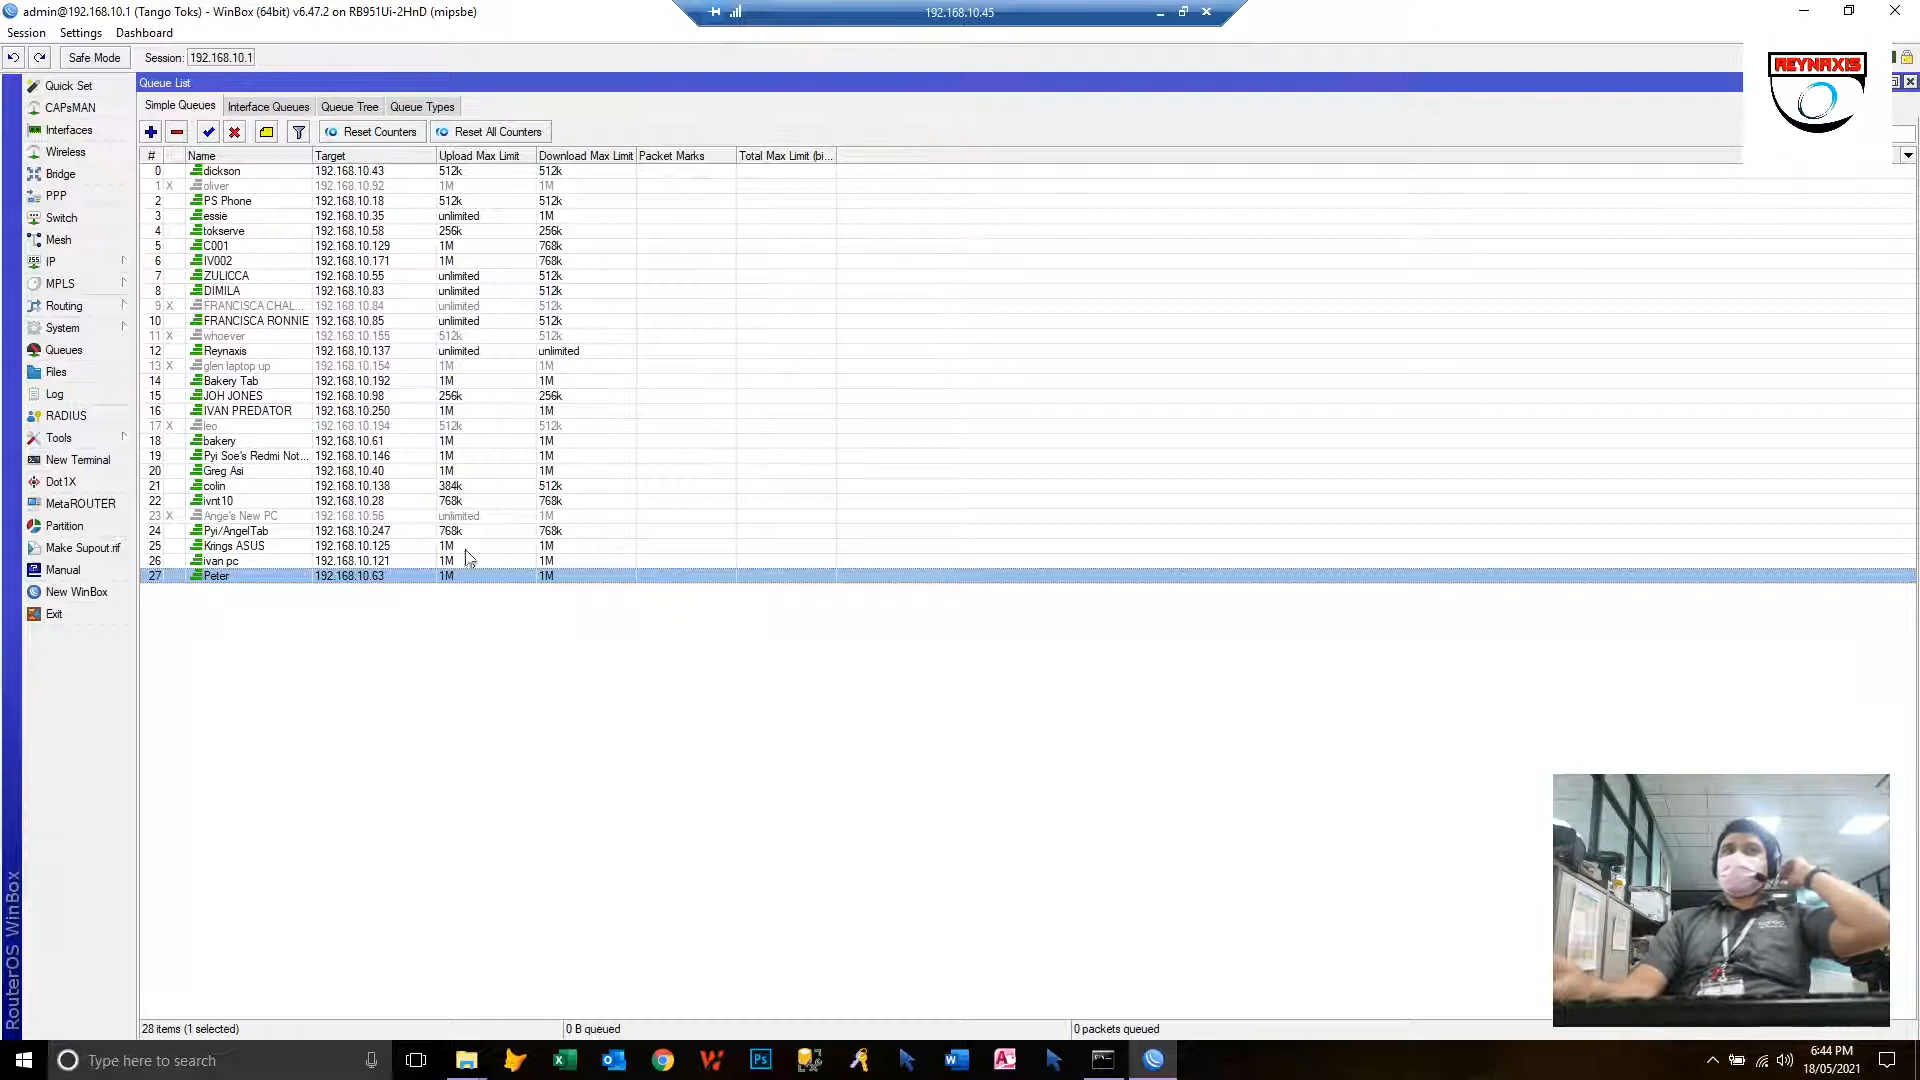 admin@192.168.10.1 (Tango Toks) - WinBox (64bit) v6.47.2 on RB951Ui-2HnD (mipsbe)
192.168.10.45
Session Settings Dashboard
Safe Mode Session: 192.168.10.1
REYNAXIS
Quick Set
CAPsMAN
Interfaces
Wireless
Bridge
PPP
Switch
Mesh
IP
MPLS
Routing
System
Queues
Files
Log
RADIUS
Tools
New Terminal
Dot1X
MetaROUTER
Partition
Make Supout.rif
Manual
New WinBox
Exit
RouterOS WinBox
Queue List
Simple Queues Interface Queues Queue Tree Queue Types
Reset Counters Reset All Counters
# Name Target Upload Max Limit Download Max Limit Packet Marks Total Max Limit (bi...
0 dickson 192.168.10.43 512k 512k
1 X oliver 192.168.10.92 1M 1M
2 PS Phone 192.168.10.18 512k 512k
3 essie 192.168.10.35 unlimited 1M
4 tokserve 192.168.10.58 256k 256k
5 C001 192.168.10.129 1M 768k
6 IV002 192.168.10.171 1M 768k
7 ZULICCA 192.168.10.55 unlimited 512k
8 DIMILA 192.168.10.83 unlimited 512k
9 X FRANCISCA CHAL... 192.168.10.84 unlimited 512k
10 FRANCISCA RONNIE 192.168.10.85 unlimited 512k
11 X whoever 192.168.10.155 512k 512k
12 Reynaxis 192.168.10.137 unlimited unlimited
13 X glen laptop up 192.168.10.154 1M 1M
14 Bakery Tab 192.168.10.192 1M 1M
15 JOH JONES 192.168.10.98 256k 256k
16 IVAN PREDATOR 192.168.10.250 1M 1M
17 X leo 192.168.10.194 512k 512k
18 bakery 192.168.10.61 1M 1M
19 Pyi Soe's Redmi Not... 192.168.10.146 1M 1M
20 Greg Asi 192.168.10.40 1M 1M
21 colin 192.168.10.138 384k 512k
22 ivnt10 192.168.10.28 768k 768k
23 X Ange's New PC 192.168.10.56 unlimited 1M
24 Pyi/AngelTab 192.168.10.247 768k 768k
25 Krings ASUS 192.168.10.125 1M 1M
26 ivan pc 192.168.10.121 1M 1M
27 Peter 192.168.10.63 1M 1M
28 items (1 selected) 0 B queued 0 packets queued
Type here to search
6:44 PM
18/05/2021